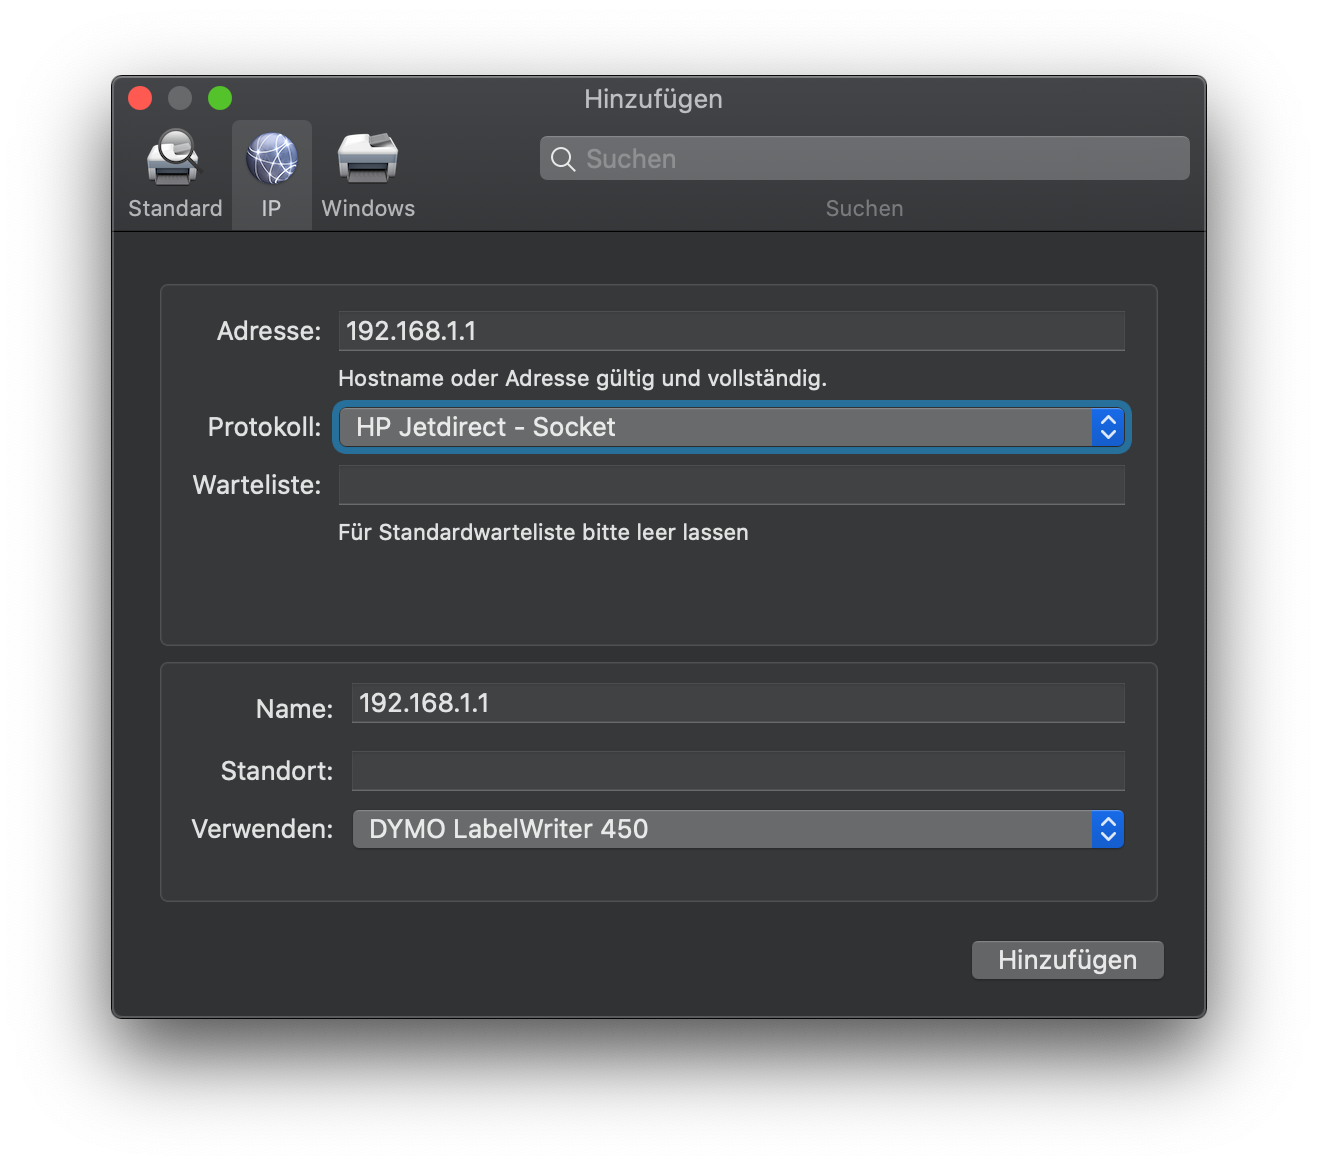 Hinzufügen
Standard
IP
Windows
Suchen
Suchen
Adresse: 192.168.1.1
Hostname oder Adresse gültig und vollständig.
Protokoll: HP Jetdirect - Socket
Warteliste:
Für Standardwarteliste bitte leer lassen
Name: 192.168.1.1
Standort:
Verwenden: DYMO LabelWriter 450
Hinzufügen